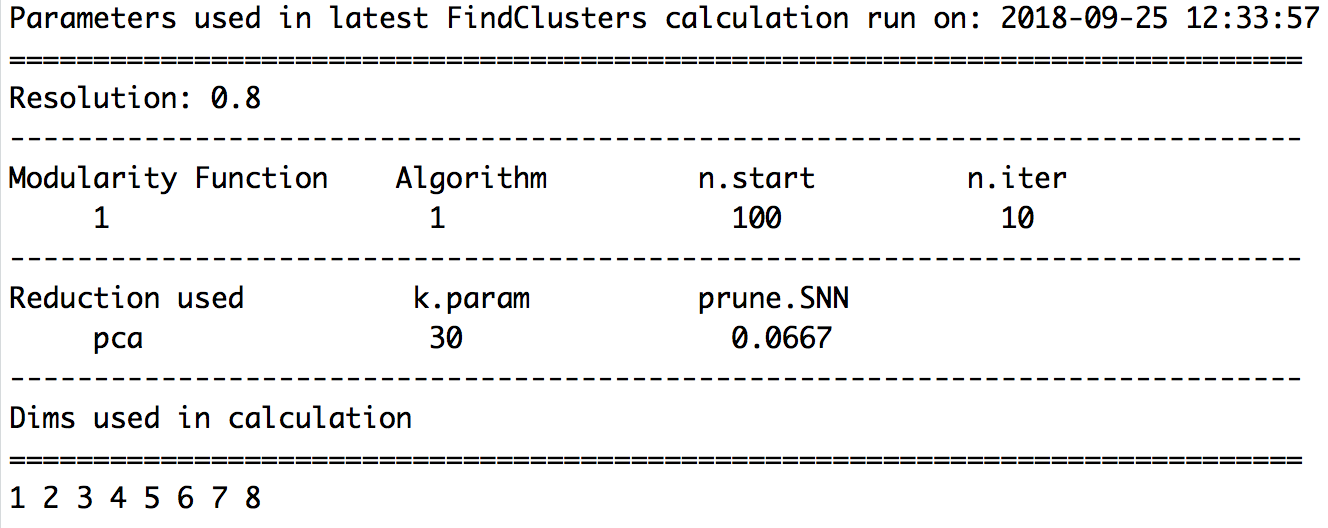 Parameters used in latest FindClusters calculation run on: 2018-09-25 12:33:57
=============================================================================
Resolution: 0.8
-----------------------------------------------------------------------------
Modularity Function    Algorithm         n.start         n.iter
     1                   1                 100             10
-----------------------------------------------------------------------------
Reduction used          k.param          prune.SNN
     pca                 30                0.0667
-----------------------------------------------------------------------------
Dims used in calculation
=============================================================================
1 2 3 4 5 6 7 8